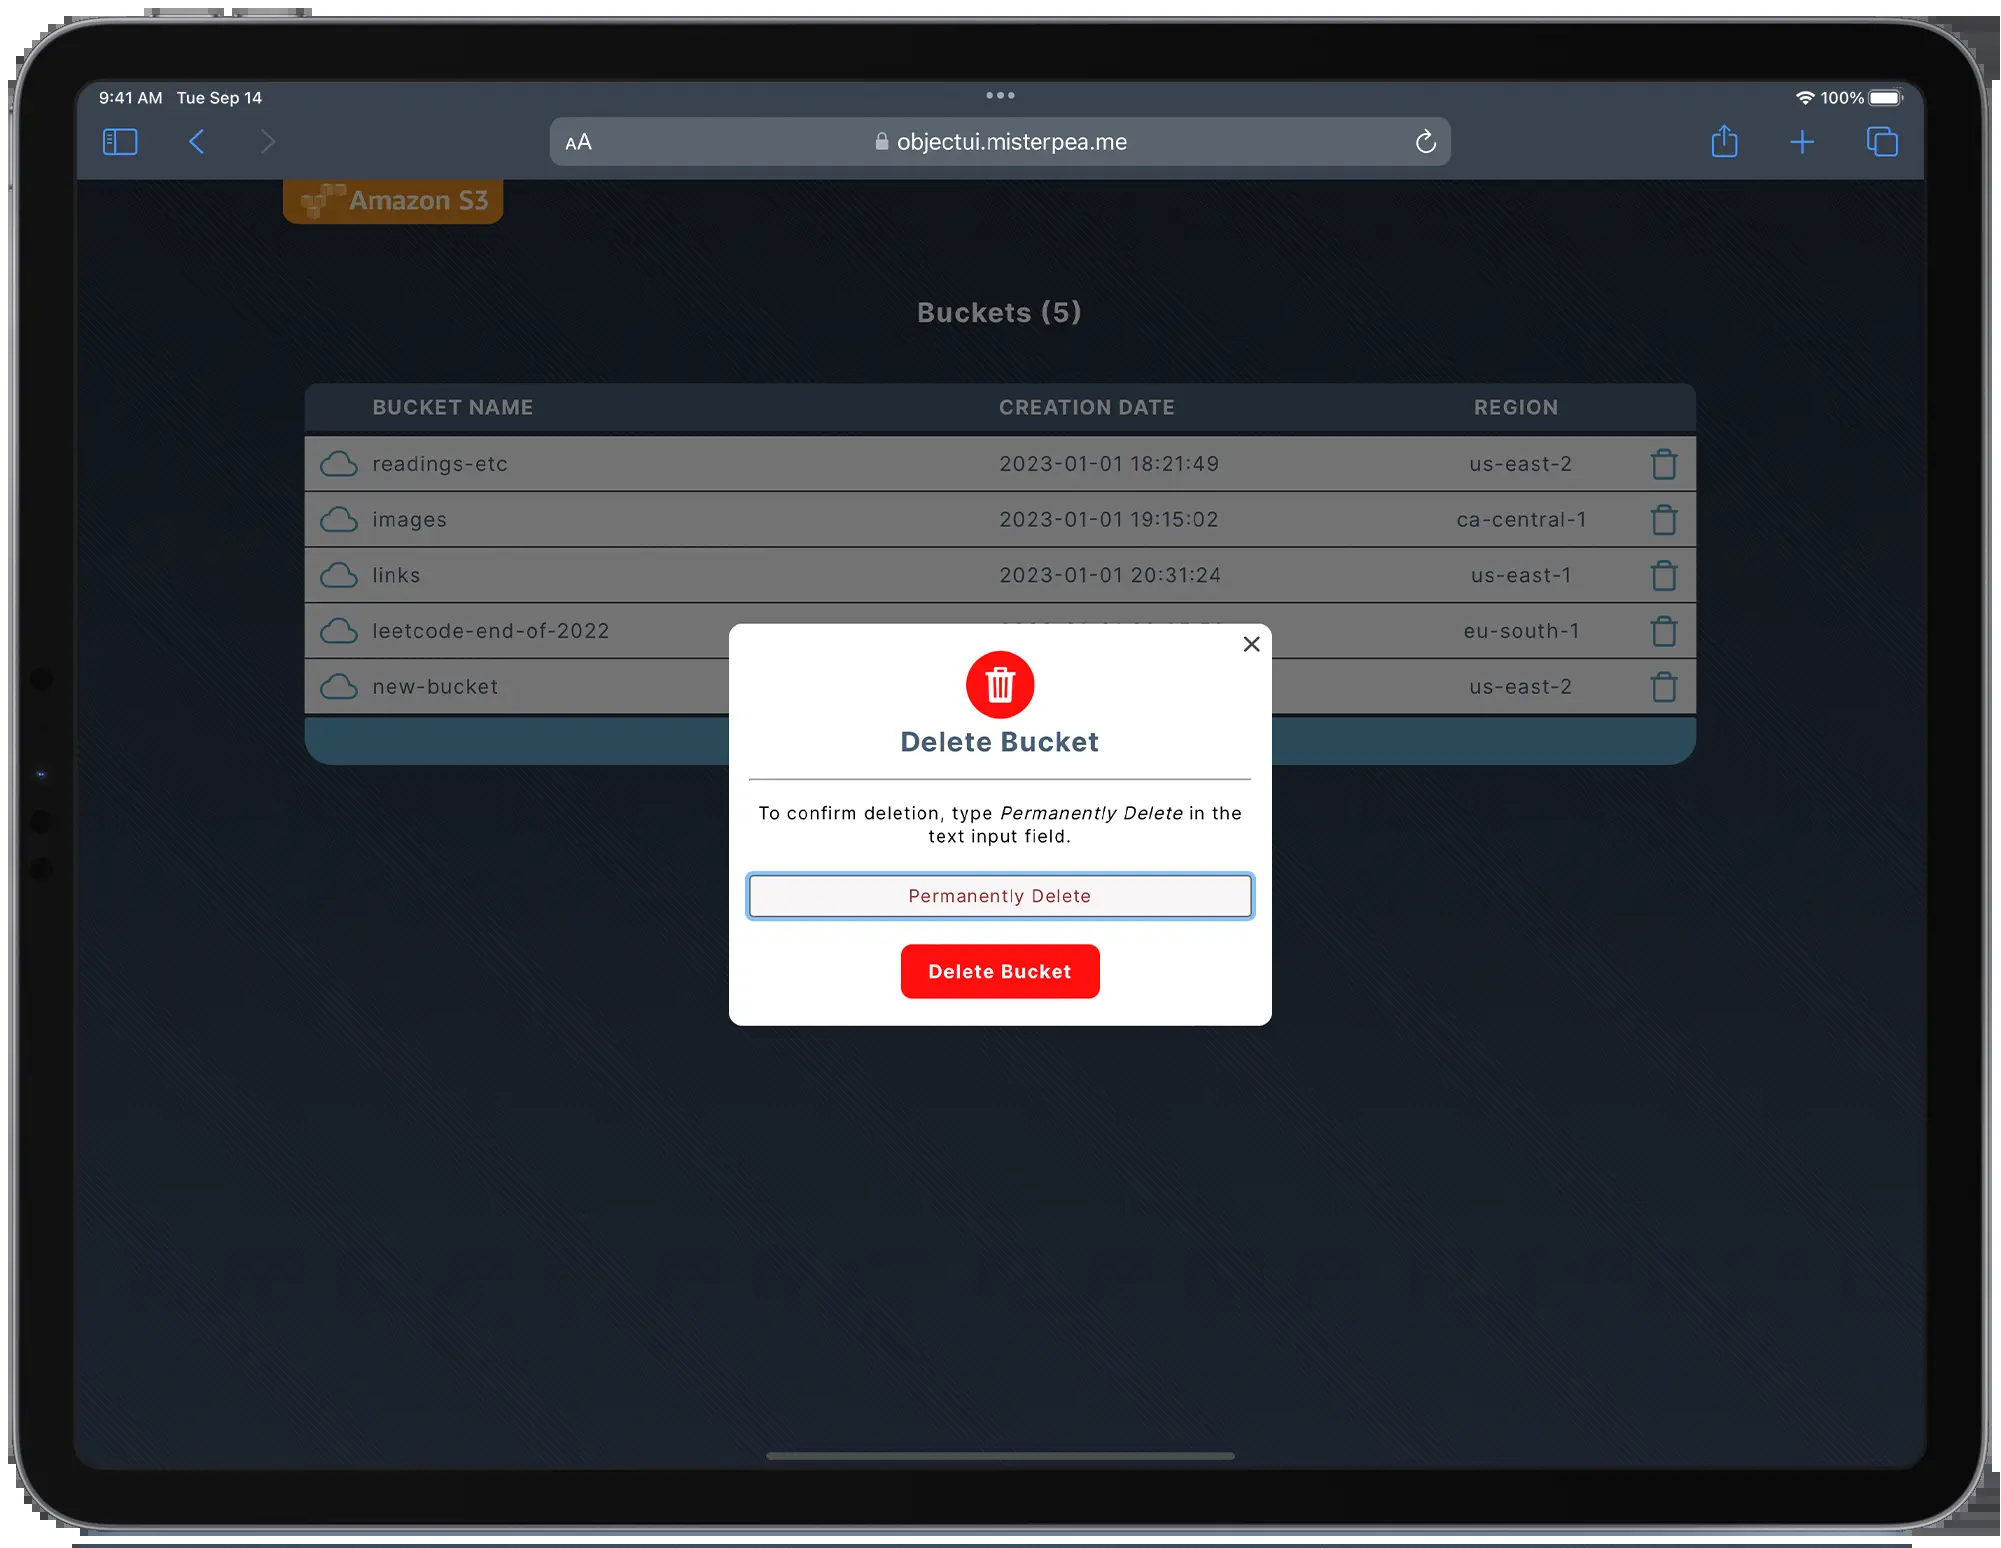 9:41 AM Tue Sep 14
100%
AA
objectui.misterpea.me
Amazon S3
Buckets (5)
BUCKET NAME CREATION DATE REGION
readings-etc 2023-01-01 18:21:49 us-east-2
images 2023-01-01 19:15:02 ca-central-1
links 2023-01-01 20:31:24 us-east-1
leetcode-end-of-2022 eu-south-1
new-bucket us-east-2
Delete Bucket
To confirm deletion, type Permanently Delete in the
text input field.
Permanently Delete
Delete Bucket